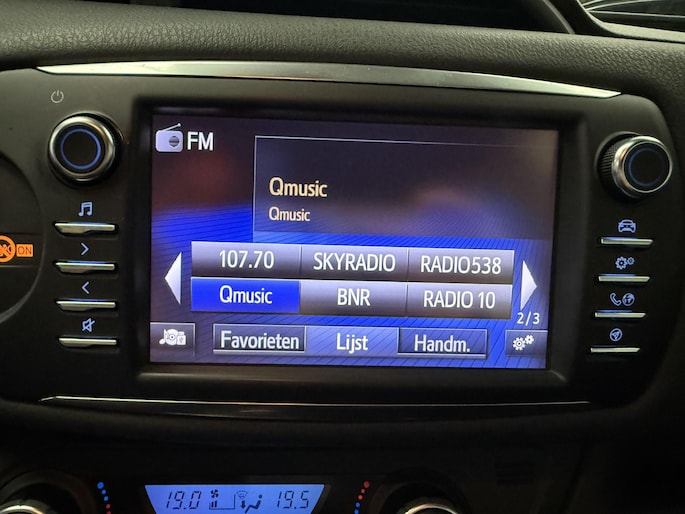 FM
Qmusic
Qmusic
107.70 SKYRADIO RADIO538
Qmusic BNR RADIO 10
2/3
Favorieten Lijst Handm.
ON
19.0 19.5